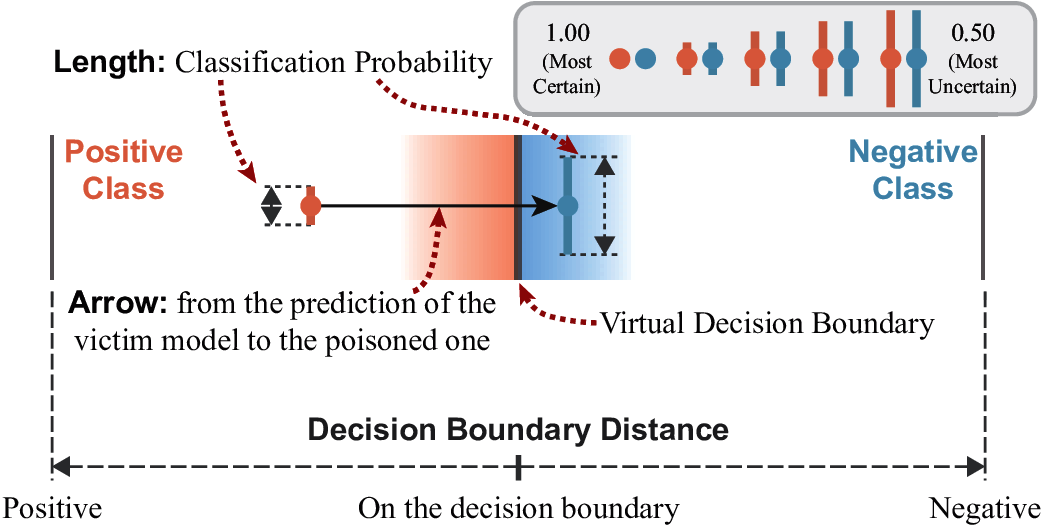 Length: Classification Probability
1.00
(Most
Certain)
0.50
(Most
Uncertain)
Positive
Class
Negative
Class
Arrow: from the prediction of the
victim model to the poisoned one
Virtual Decision Boundary
Decision Boundary Distance
Positive
On the decision boundary
Negative